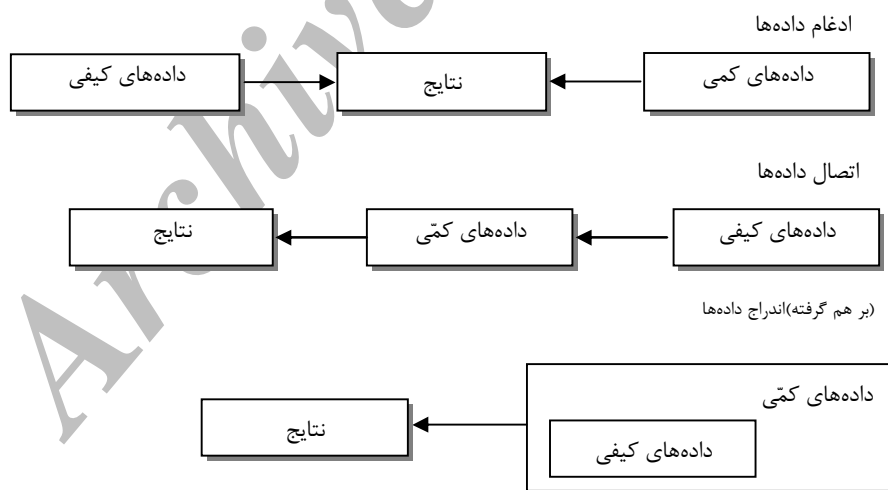 ادغام داده‌ها
داده‌های کمی
نتایج
داده‌های کیفی
اتصال داده‌ها
داده‌های کیفی
داده‌های کمّی
نتایج
(بر هم گرفته)اندراج داده‌ها
داده‌های کمّی
داده‌های کیفی
نتایج
Archive